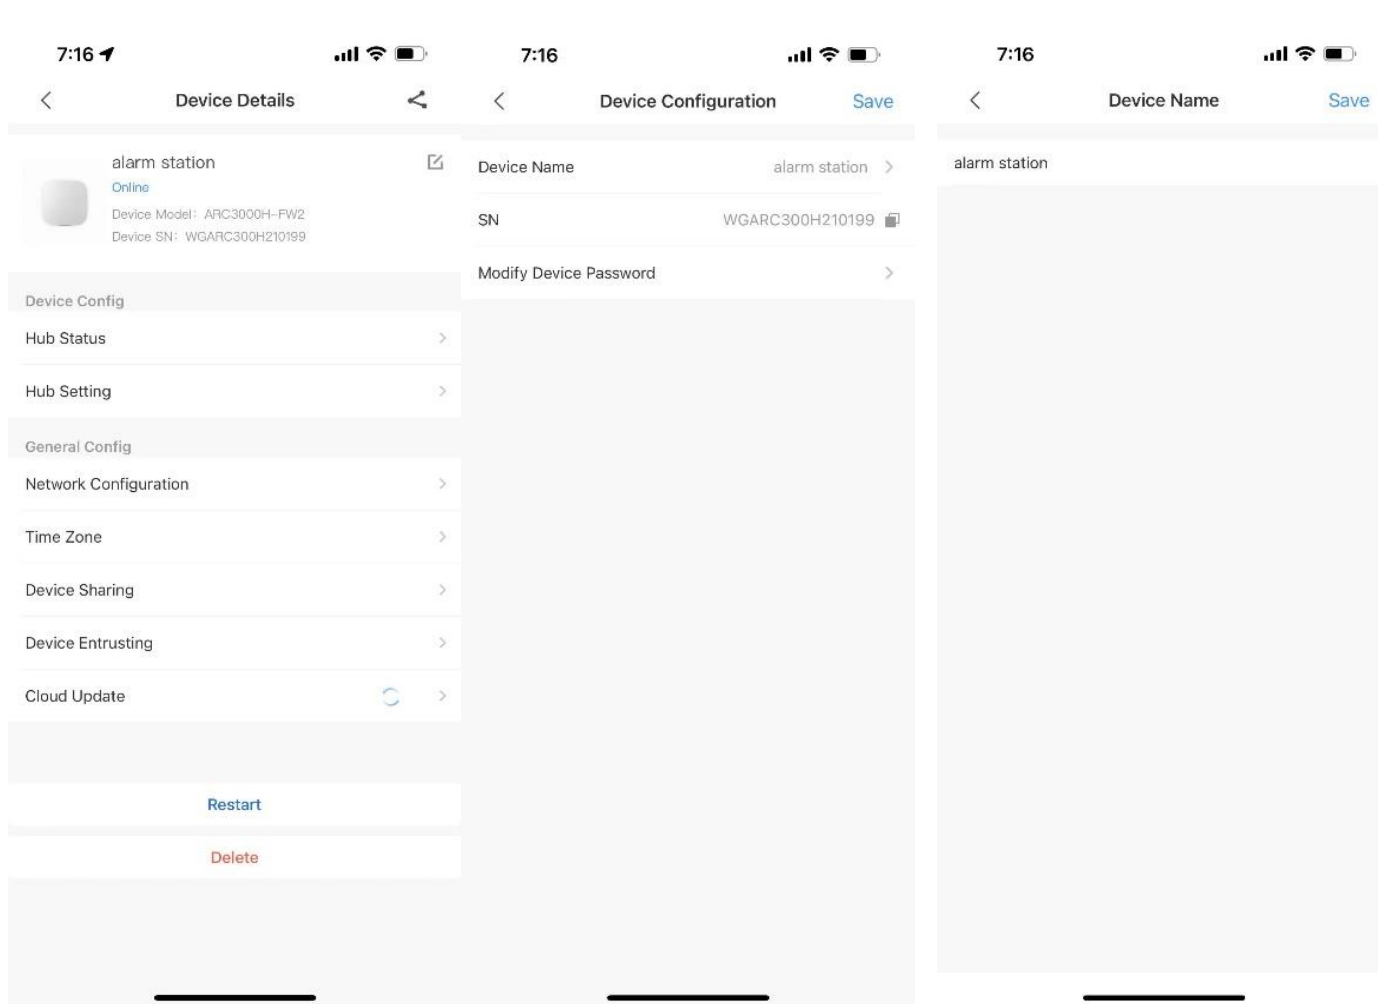 7:16
Device Details
alarm station
Online
Device Model: ARC3000H-FW2
Device SN: WGARC300H210199
Device Config
Hub Status
Hub Setting
General Config
Network Configuration
Time Zone
Device Sharing
Device Entrusting
Cloud Update
Restart
Delete
7:16
Device Configuration Save
Device Name alarm station
SN WGARC300H210199
Modify Device Password
7:16
Device Name Save
alarm station